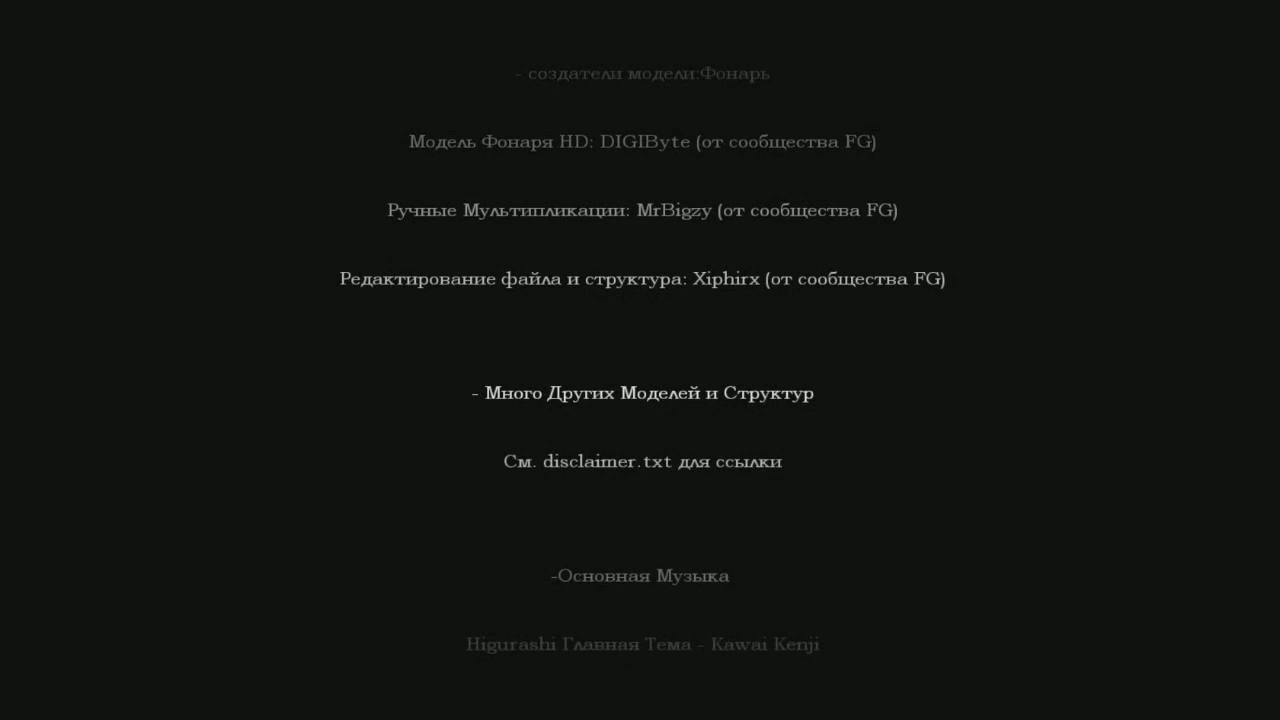 - создатели модели:Фонарь
Модель Фонаря HD: DIGIByte (от сообщества FG)
Ручные Мультипликации: MrBigzy (от сообщества FG)
Редактирование файла и структура: Xiphirx (от сообщества FG)
- Много Других Моделей и Структур
См. disclaimer.txt для ссылки
-Основная Музыка
Higurashi Главная Тема - Kawai Kenji